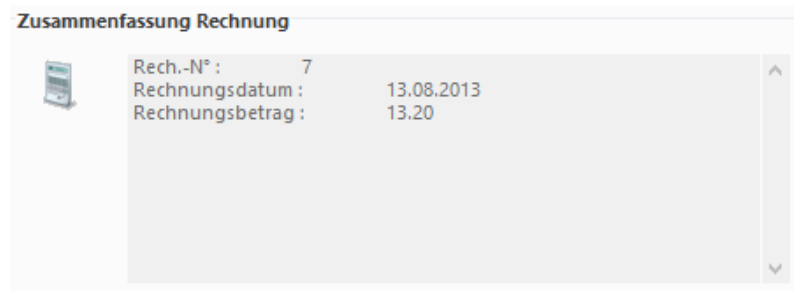 Zusammenfassung Rechnung
Rech.-N° : 7
Rechnungsdatum : 13.08.2013
Rechnungsbetrag : 13.20